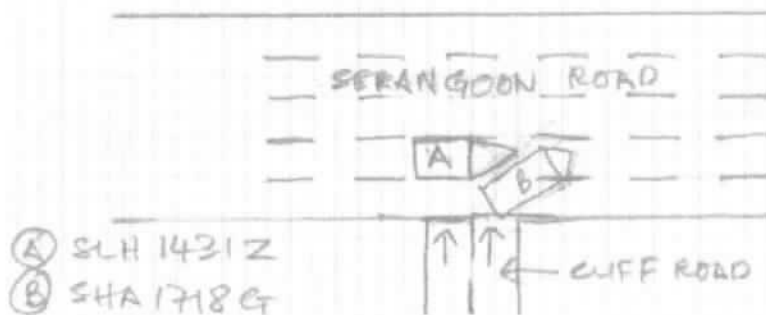 SERANGOON ROAD
A
B
A SLH 1431Z
B SHA 1718G
CLIFF ROAD